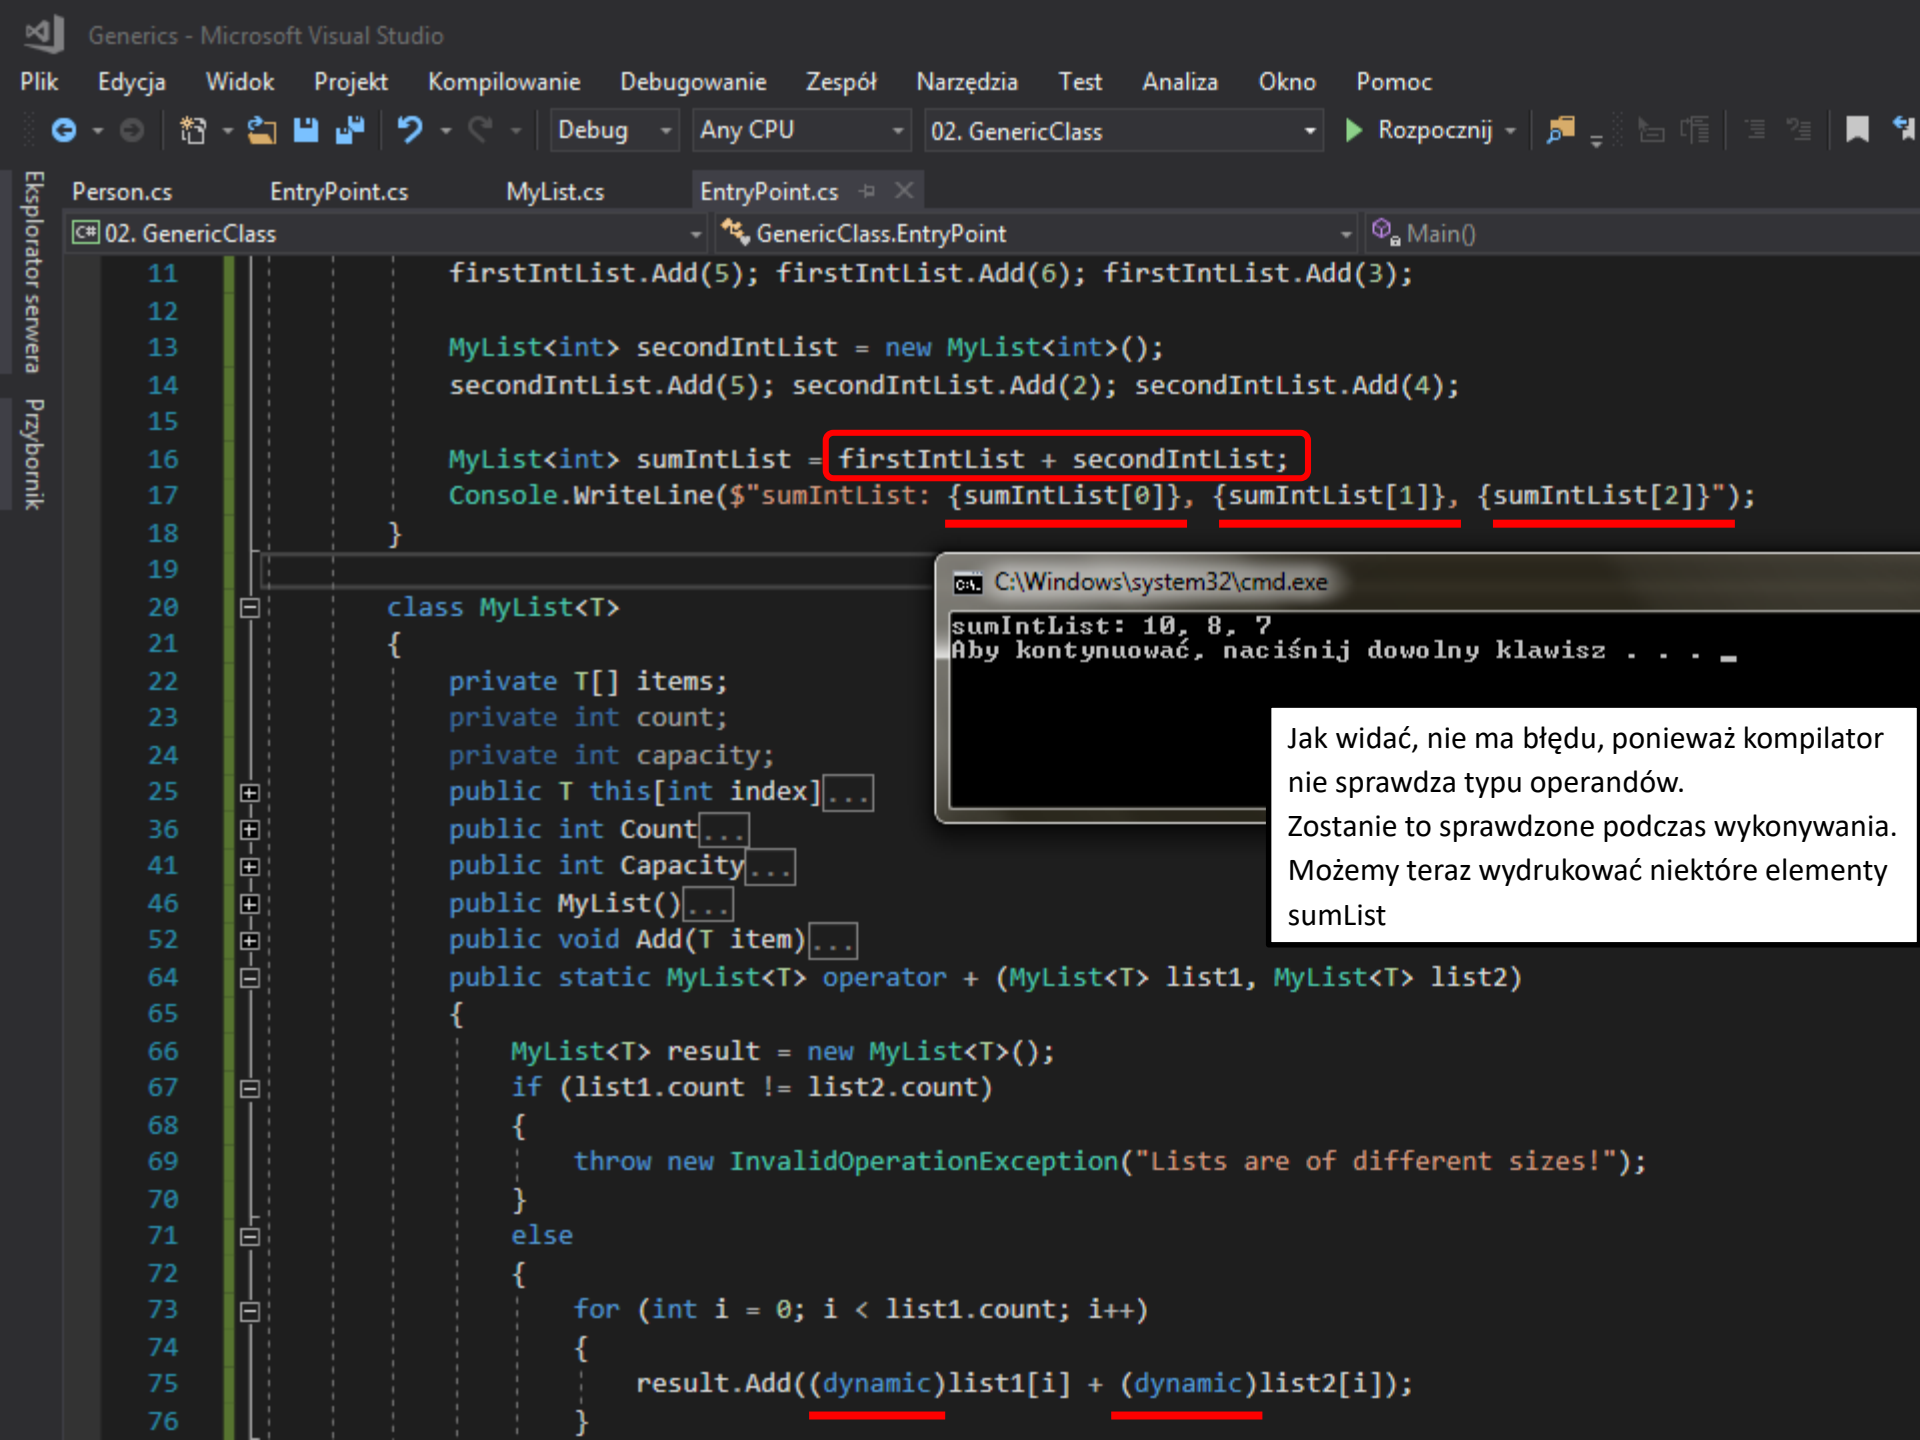 Generics - Microsoft Visual Studio
Plik Edycja Widok Projekt Kompilowanie Debugowanie Zespół Narzędzia Test Analiza Okno Pomoc
Debug Any CPU 02. GenericClass Rozpocznij
Eksplorator serwera
Przybornik
Person.cs EntryPoint.cs MyList.cs EntryPoint.cs
C# 02. GenericClass GenericClass.EntryPoint Main()
11 firstIntList.Add(5); firstIntList.Add(6); firstIntList.Add(3);
12
13 MyList<int> secondIntList = new MyList<int>();
14 secondIntList.Add(5); secondIntList.Add(2); secondIntList.Add(4);
15
16 MyList<int> sumIntList = firstIntList + secondIntList;
17 Console.WriteLine($"sumIntList: {sumIntList[0]}, {sumIntList[1]}, {sumIntList[2]}");
18 }
19
20 class MyList<T>
21 {
22 private T[] items;
23 private int count;
24 private int capacity;
25 public T this[int index]...
36 public int Count...
41 public int Capacity...
46 public MyList()...
52 public void Add(T item)...
64 public static MyList<T> operator + (MyList<T> list1, MyList<T> list2)
65 {
66 MyList<T> result = new MyList<T>();
67 if (list1.count != list2.count)
68 {
69 throw new InvalidOperationException("Lists are of different sizes!");
70 }
71 else
72 {
73 for (int i = 0; i < list1.count; i++)
74 {
75 result.Add((dynamic)list1[i] + (dynamic)list2[i]);
76 }
C:\Windows\system32\cmd.exe
sumIntList: 10, 8, 7
Aby kontynuować, naciśnij dowolny klawisz . . . _
Jak widać, nie ma błędu, ponieważ kompilator
nie sprawdza typu operandów.
Zostanie to sprawdzone podczas wykonywania.
Możemy teraz wydrukować niektóre elementy
sumList